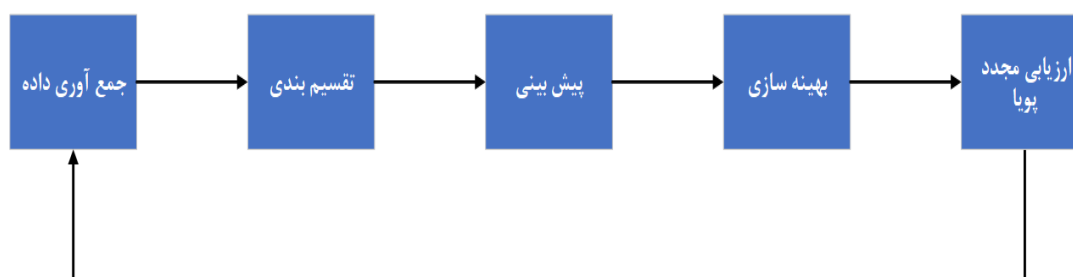 جمع آوری داده
تقسیم بندی
پیش بینی
بهینه سازی
ارزیابی مجدد
پویا